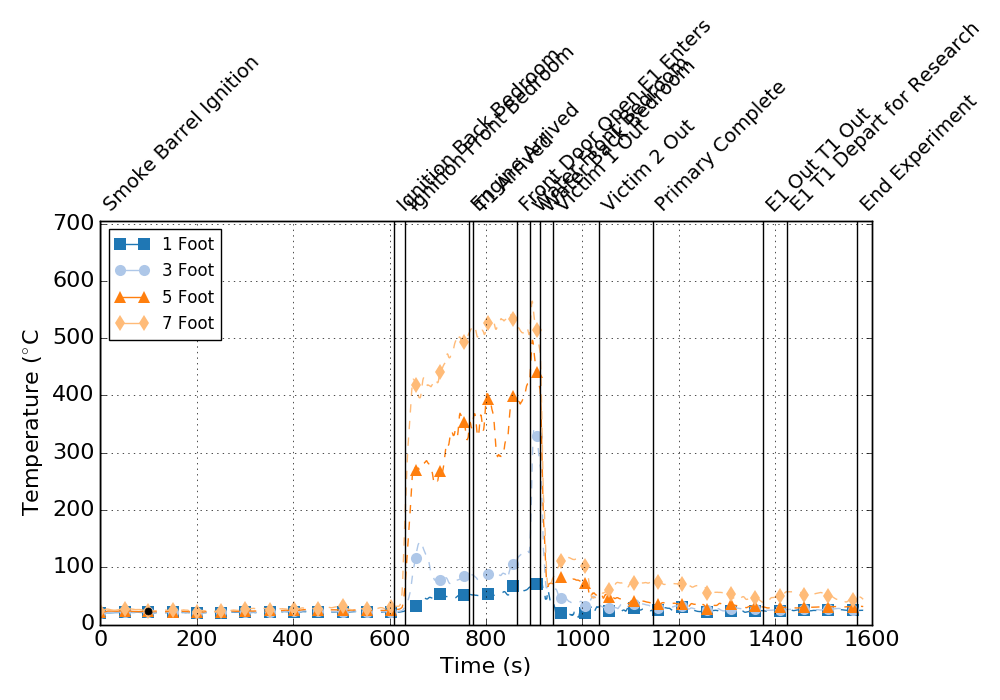 Smoke Barrel Ignition
Ignition Back Bedroom
Ignition Front Bedroom
Engine Arrived
T1 Arrived
Front Door Open E1 Enters
Water Front Bedroom
Water Back Bedroom
Victim 1 Out
Victim 2 Out
Primary Complete
E1 Out T1 Out
E1 T1 Depart for Research
End Experiment
700
600
500
400
300
200
100
0
Temperature (°C
1 Foot
3 Foot
5 Foot
7 Foot
0 200 400 600 800 1000 1200 1400 1600
Time (s)